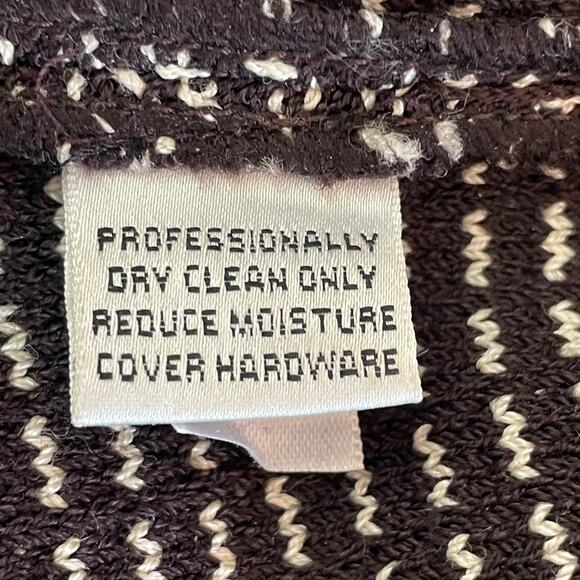 PROFESSIONALLY
DRY CLEAN ONLY
REDUCE MOISTURE
COVER HARDWARE